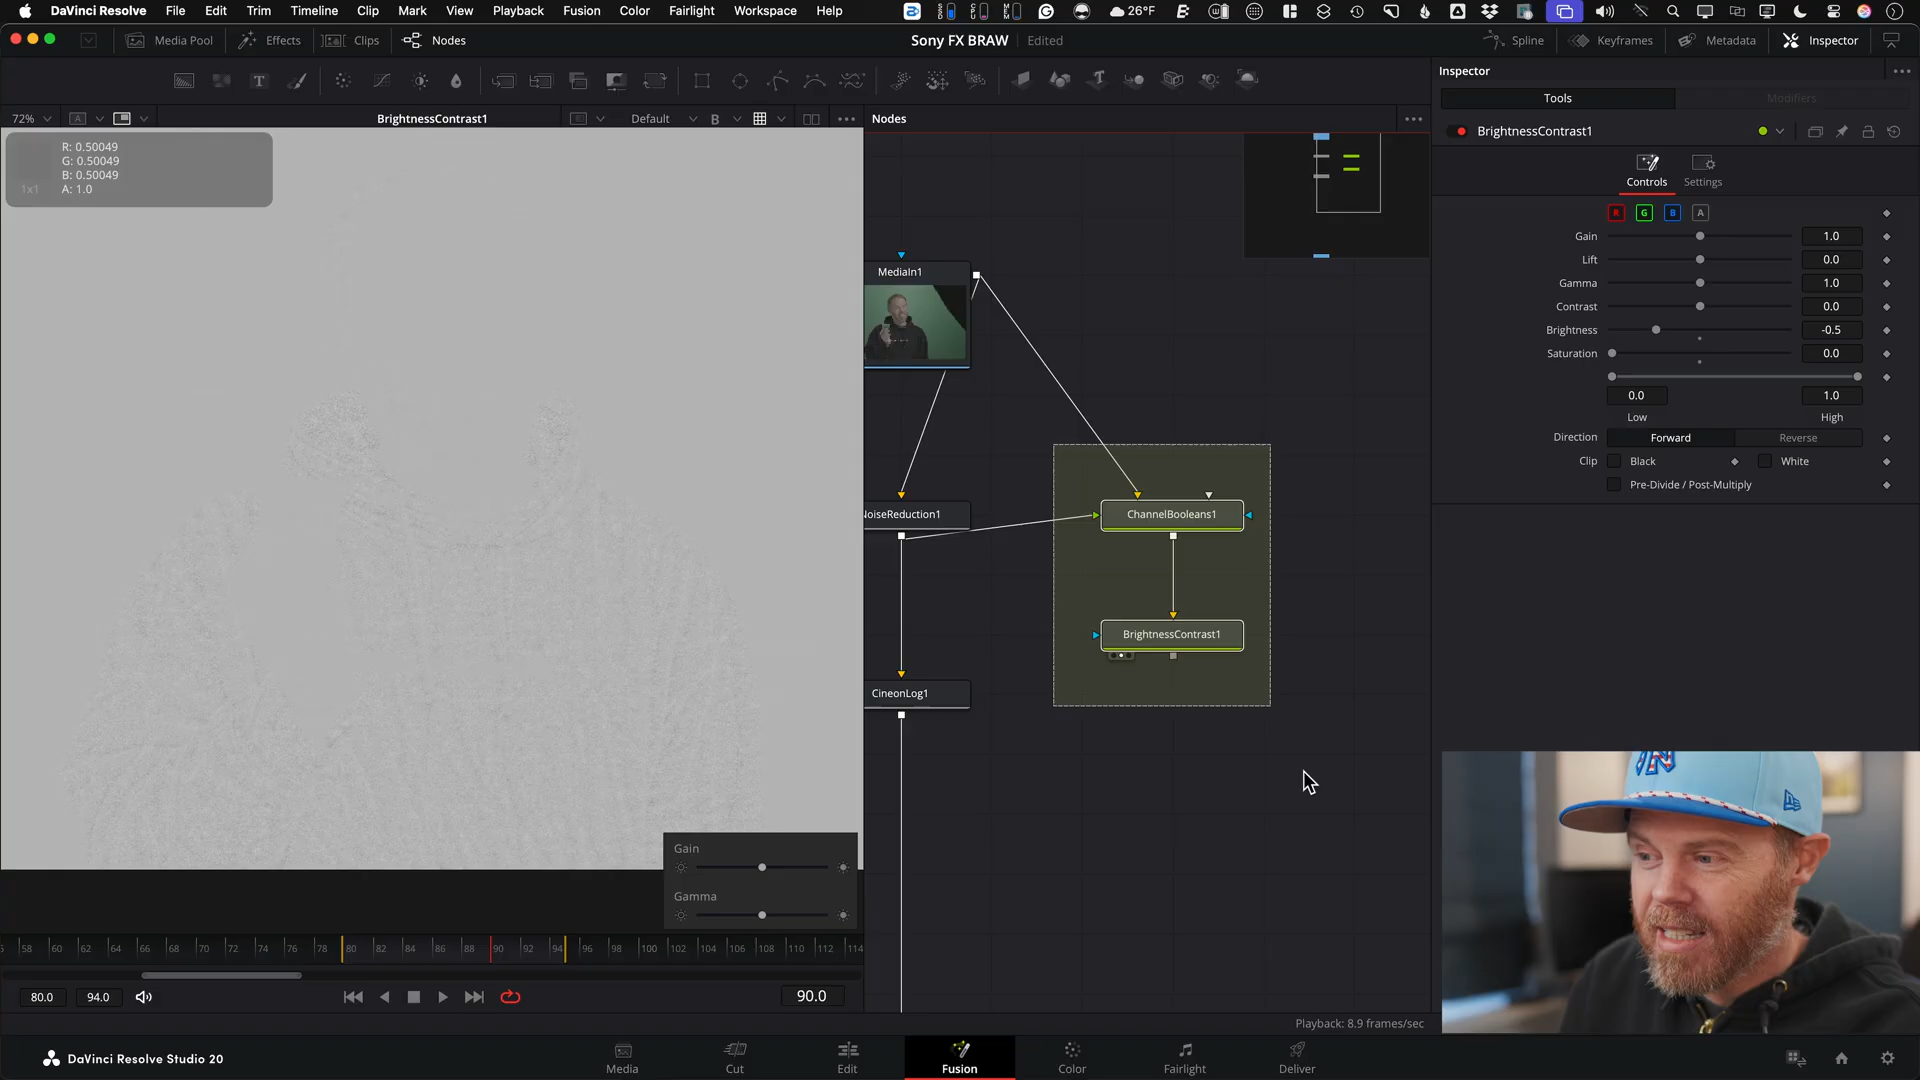 DaVinci Resolve File Edit Trim Timeline Clip Mark View Playback Fusion Color Fairlight Workspace Help 26°F
Media Pool Effects Clips Nodes Sony FX BRAW Edited Spline Keyframes Metadata Inspector
Inspector
Tools Modifiers
72% A BrightnessContrast1 Default B Nodes
BrightnessContrast1
R: 0.50049
G: 0.50049
B: 0.50049
1x1 A: 1.0
Controls Settings
R G B A
Gain 1.0
Lift 0.0
Gamma 1.0
Contrast 0.0
Brightness -0.5
Saturation 0.0
0.0 1.0
Low High
Direction Forward Reverse
Clip Black White
Pre-Divide / Post-Multiply
MediaIn1
NoiseReduction1 ChannelBooleans1
BrightnessContrast1
CineonLog1
Gain
Gamma
58 60 62 64 66 68 70 72 74 76 78 80 82 84 86 88 90 92 94 96 98 100 102 104 106 108 110 112 114
80.0 94.0 90.0
Playback: 8.9 frames/sec
DaVinci Resolve Studio 20 Media Cut Edit Fusion Color Fairlight Deliver